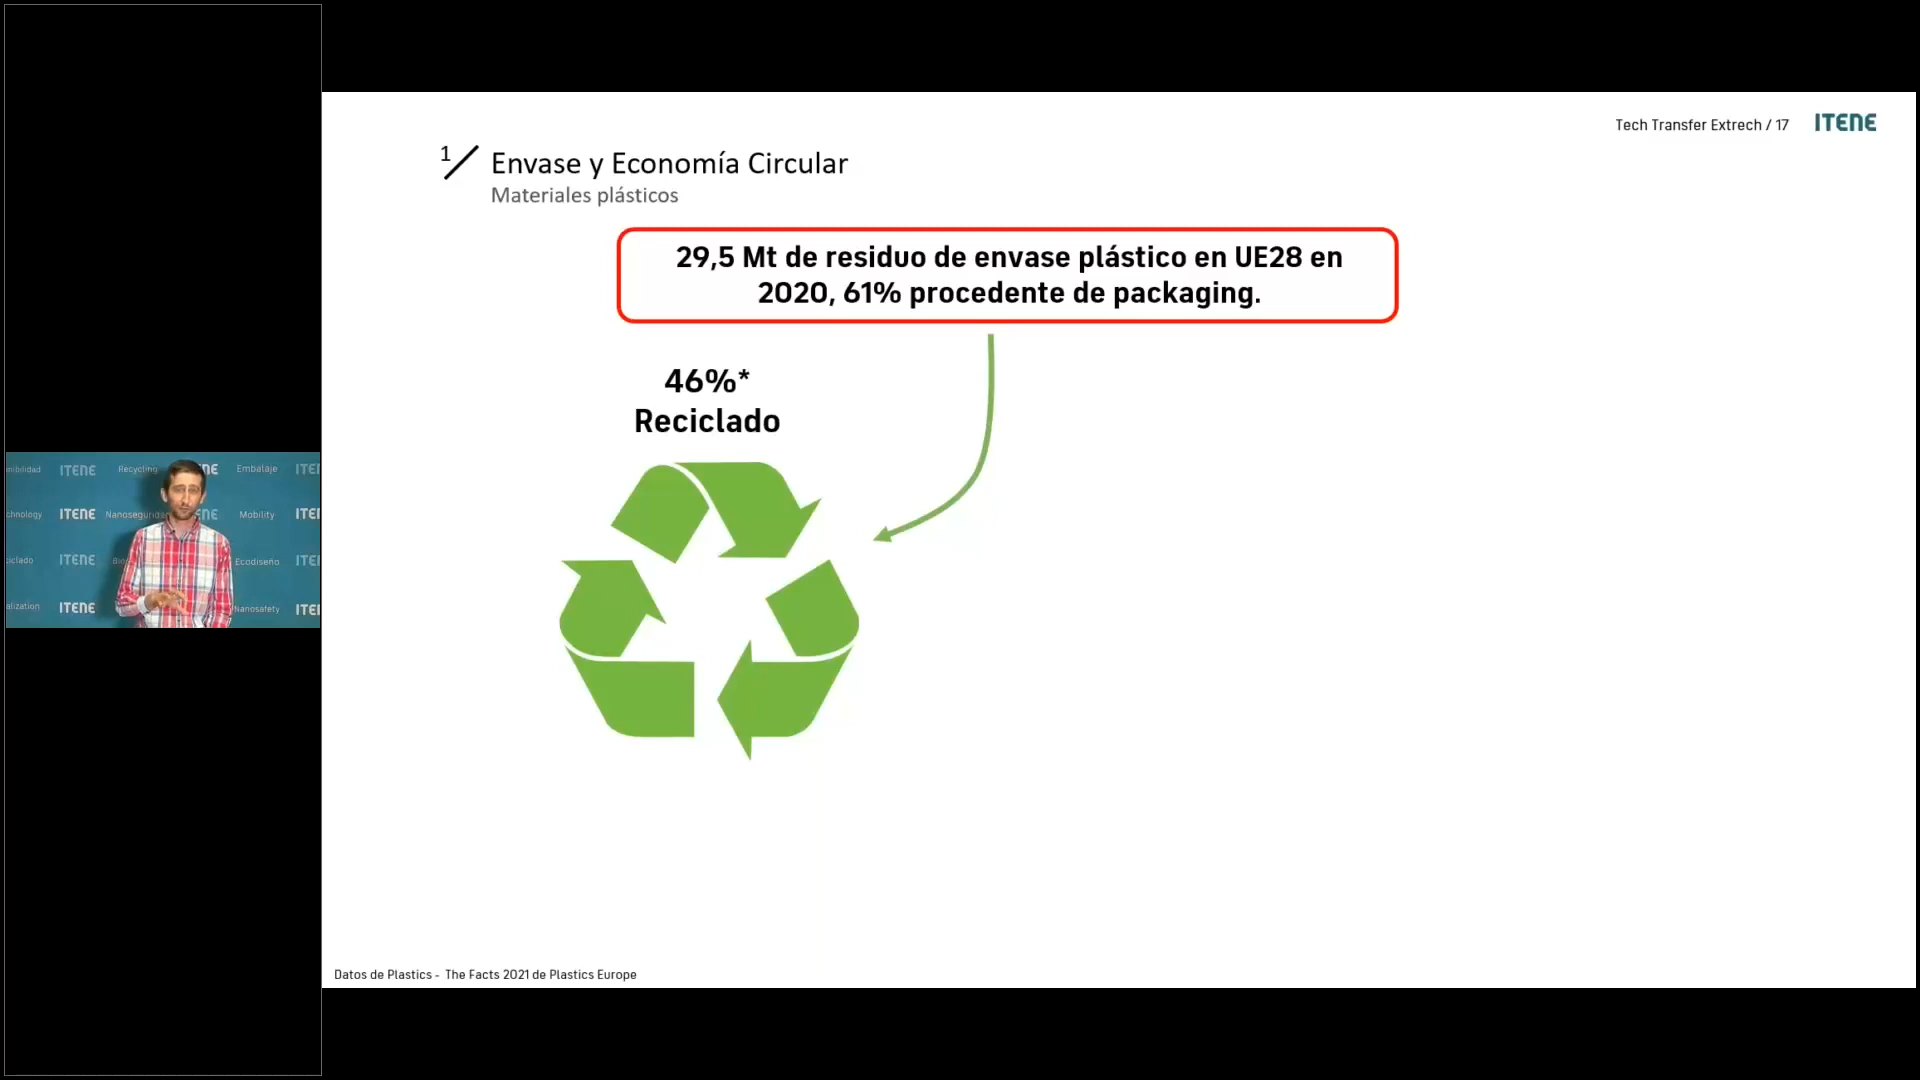 Tech Transfer Extrech / 17
ITENE
1
Envase y Economía Circular
Materiales plásticos
29,5 Mt de residuo de envase plástico en UE28 en
2020, 61% procedente de packaging.
46%*
Reciclado
ITENE Recycling Embalaje
ITENE Mobility
ITENE Ecodiseño
ITENE Nanosafety
Datos de Plastics - The Facts 2021 de Plastics Europe